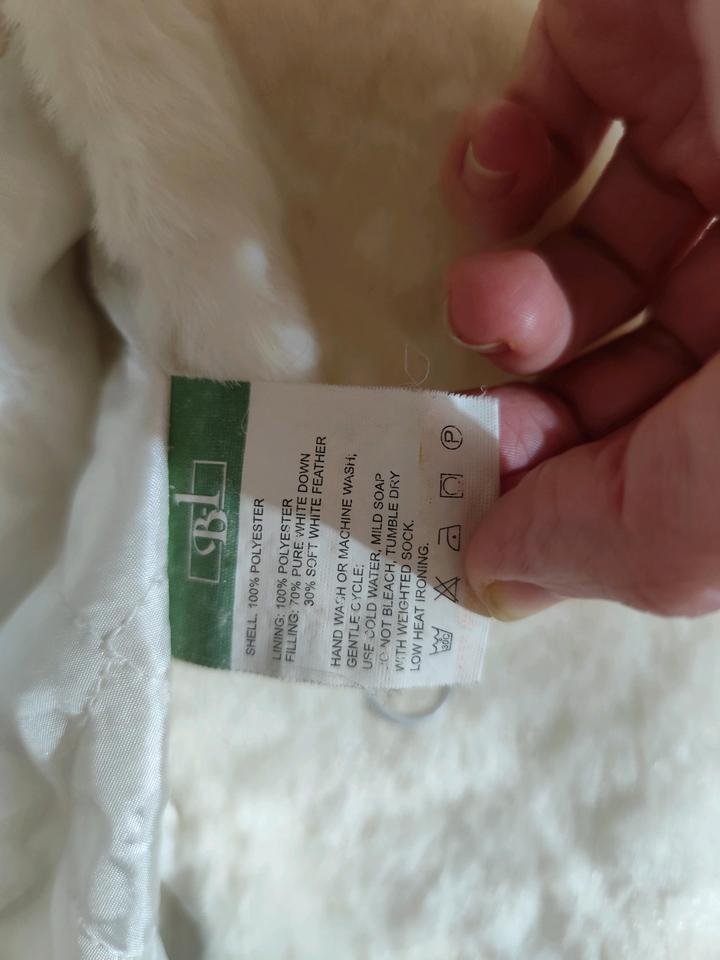 B-1
SHELL: 100% POLYESTER
LINING: 100% POLYESTER
FILLING: 70% PURE WHITE DOWN
30% SOFT WHITE FEATHER
HAND WASH OR MACHINE WASH;
GENTLE CYCLE;
USE COLD WATER, MILD SOAP
DO NOT BLEACH, TUMBLE DRY
WITH WEIGHTED SOCK.
LOW HEAT IRONING.
30C P